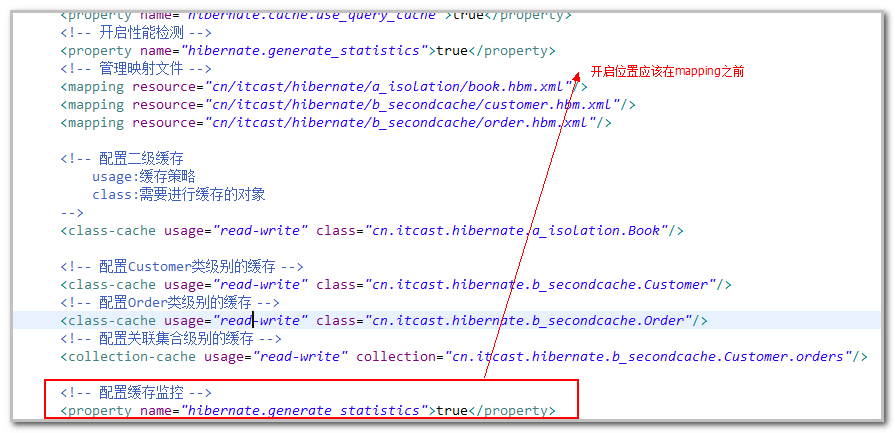 <property name="hibernate.cache.use_query_cache">true</property>
<!-- 开启性能检测 -->
<property name="hibernate.generate_statistics">true</property>
<!-- 管理映射文件 -->
开启位置应该在mapping之前
<mapping resource="cn/itcast/hibernate/a_isolation/book.hbm.xml"/>
<mapping resource="cn/itcast/hibernate/b_secondcache/customer.hbm.xml"/>
<mapping resource="cn/itcast/hibernate/b_secondcache/order.hbm.xml"/>
<!-- 配置二级缓存
usage:缓存策略
class:需要进行缓存的对象
-->
<class-cache usage="read-write" class="cn.itcast.hibernate.a_isolation.Book"/>
<!-- 配置Customer类级别的缓存 -->
<class-cache usage="read-write" class="cn.itcast.hibernate.b_secondcache.Customer"/>
<!-- 配置Order类级别的缓存 -->
<class-cache usage="read-write" class="cn.itcast.hibernate.b_secondcache.Order"/>
<!-- 配置关联集合级别的缓存 -->
<collection-cache usage="read-write" collection="cn.itcast.hibernate.b_secondcache.Customer.orders"/>
<!-- 配置缓存监控 -->
<property name="hibernate.generate_statistics">true</property>